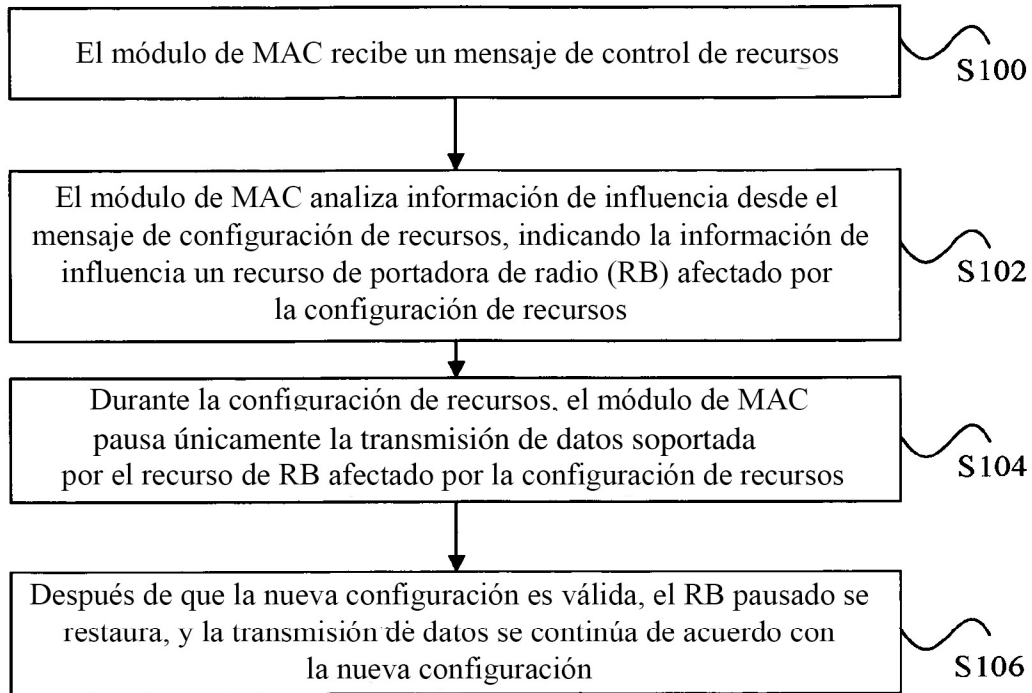 El módulo de MAC recibe un mensaje de control de recursos
S100
El módulo de MAC analiza información de influencia desde el
mensaje de configuración de recursos, indicando la información de
influencia un recurso de portadora de radio (RB) afectado por
la configuración de recursos
S102
Durante la configuración de recursos, el módulo de MAC
pausa únicamente la transmisión de datos soportada
por el recurso de RB afectado por la configuración de recursos
S104
Después de que la nueva configuración es válida, el RB pausado se
restaura, y la transmisión de datos se continúa de acuerdo con
la nueva configuración
S106